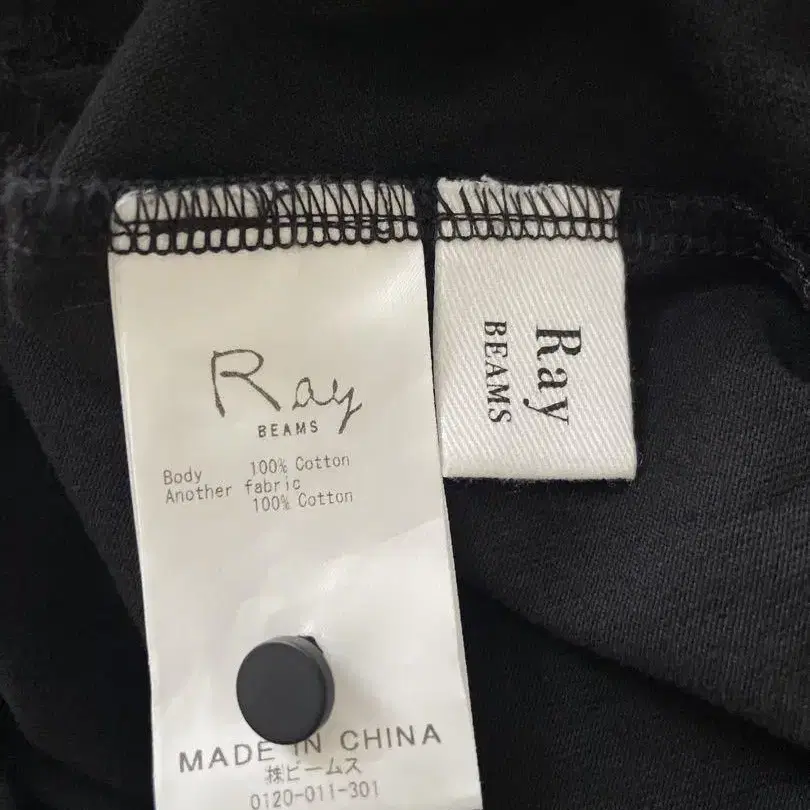 Ray
BEAMS
Body 100% Cotton
Another fabric
100% Cotton
MADE IN CHINA
㈱ビームス
0120-011-301
Ray
BEAMS